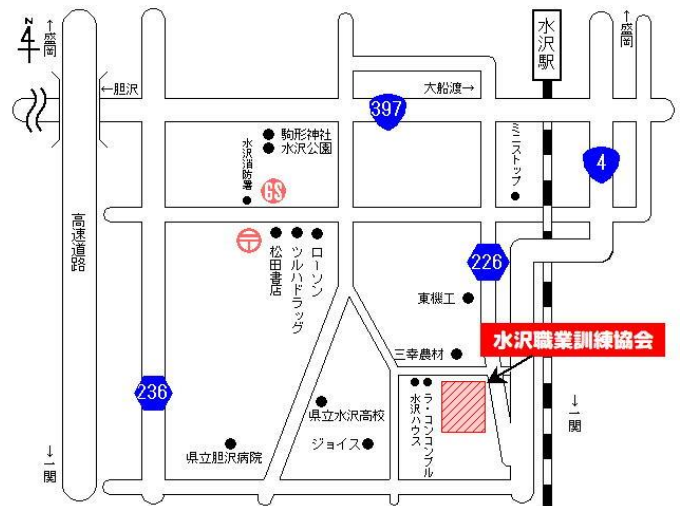 N
←盛岡
水沢駅
←盛岡
←胆沢
大船渡→
397
4
駒形神社
水沢公園
水沢消防署
GS
ミニストップ
高速道路
〒
松田書店
ツルハドラッグ
ローソン
226
東機工
水沢職業訓練協会
三幸農材
236
県立水沢高校
水沢ハウス
ラ・コンコンブル
県立胆沢病院
ジョイス
→一関
→一関